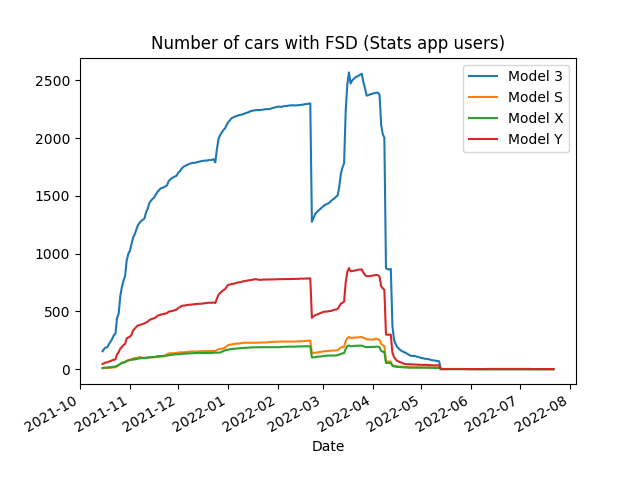 Number of cars with FSD (Stats app users)
2500
2000
1500
1000
500
0
Model 3
Model S
Model X
Model Y
2021-10
2021-11
2021-12
2022-01
2022-02
2022-03
2022-04
2022-05
2022-06
2022-07
2022-08
Date